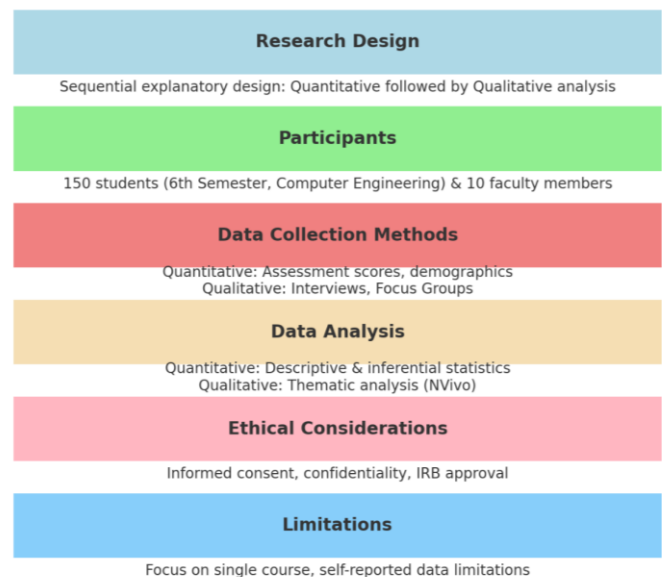 Research Design
Sequential explanatory design: Quantitative followed by Qualitative analysis
Participants
150 students (6th Semester, Computer Engineering) & 10 faculty members
Data Collection Methods
Quantitative: Assessment scores, demographics
Qualitative: Interviews, Focus Groups
Data Analysis
Quantitative: Descriptive & inferential statistics
Qualitative: Thematic analysis (NVivo)
Ethical Considerations
Informed consent, confidentiality, IRB approval
Limitations
Focus on single course, self-reported data limitations